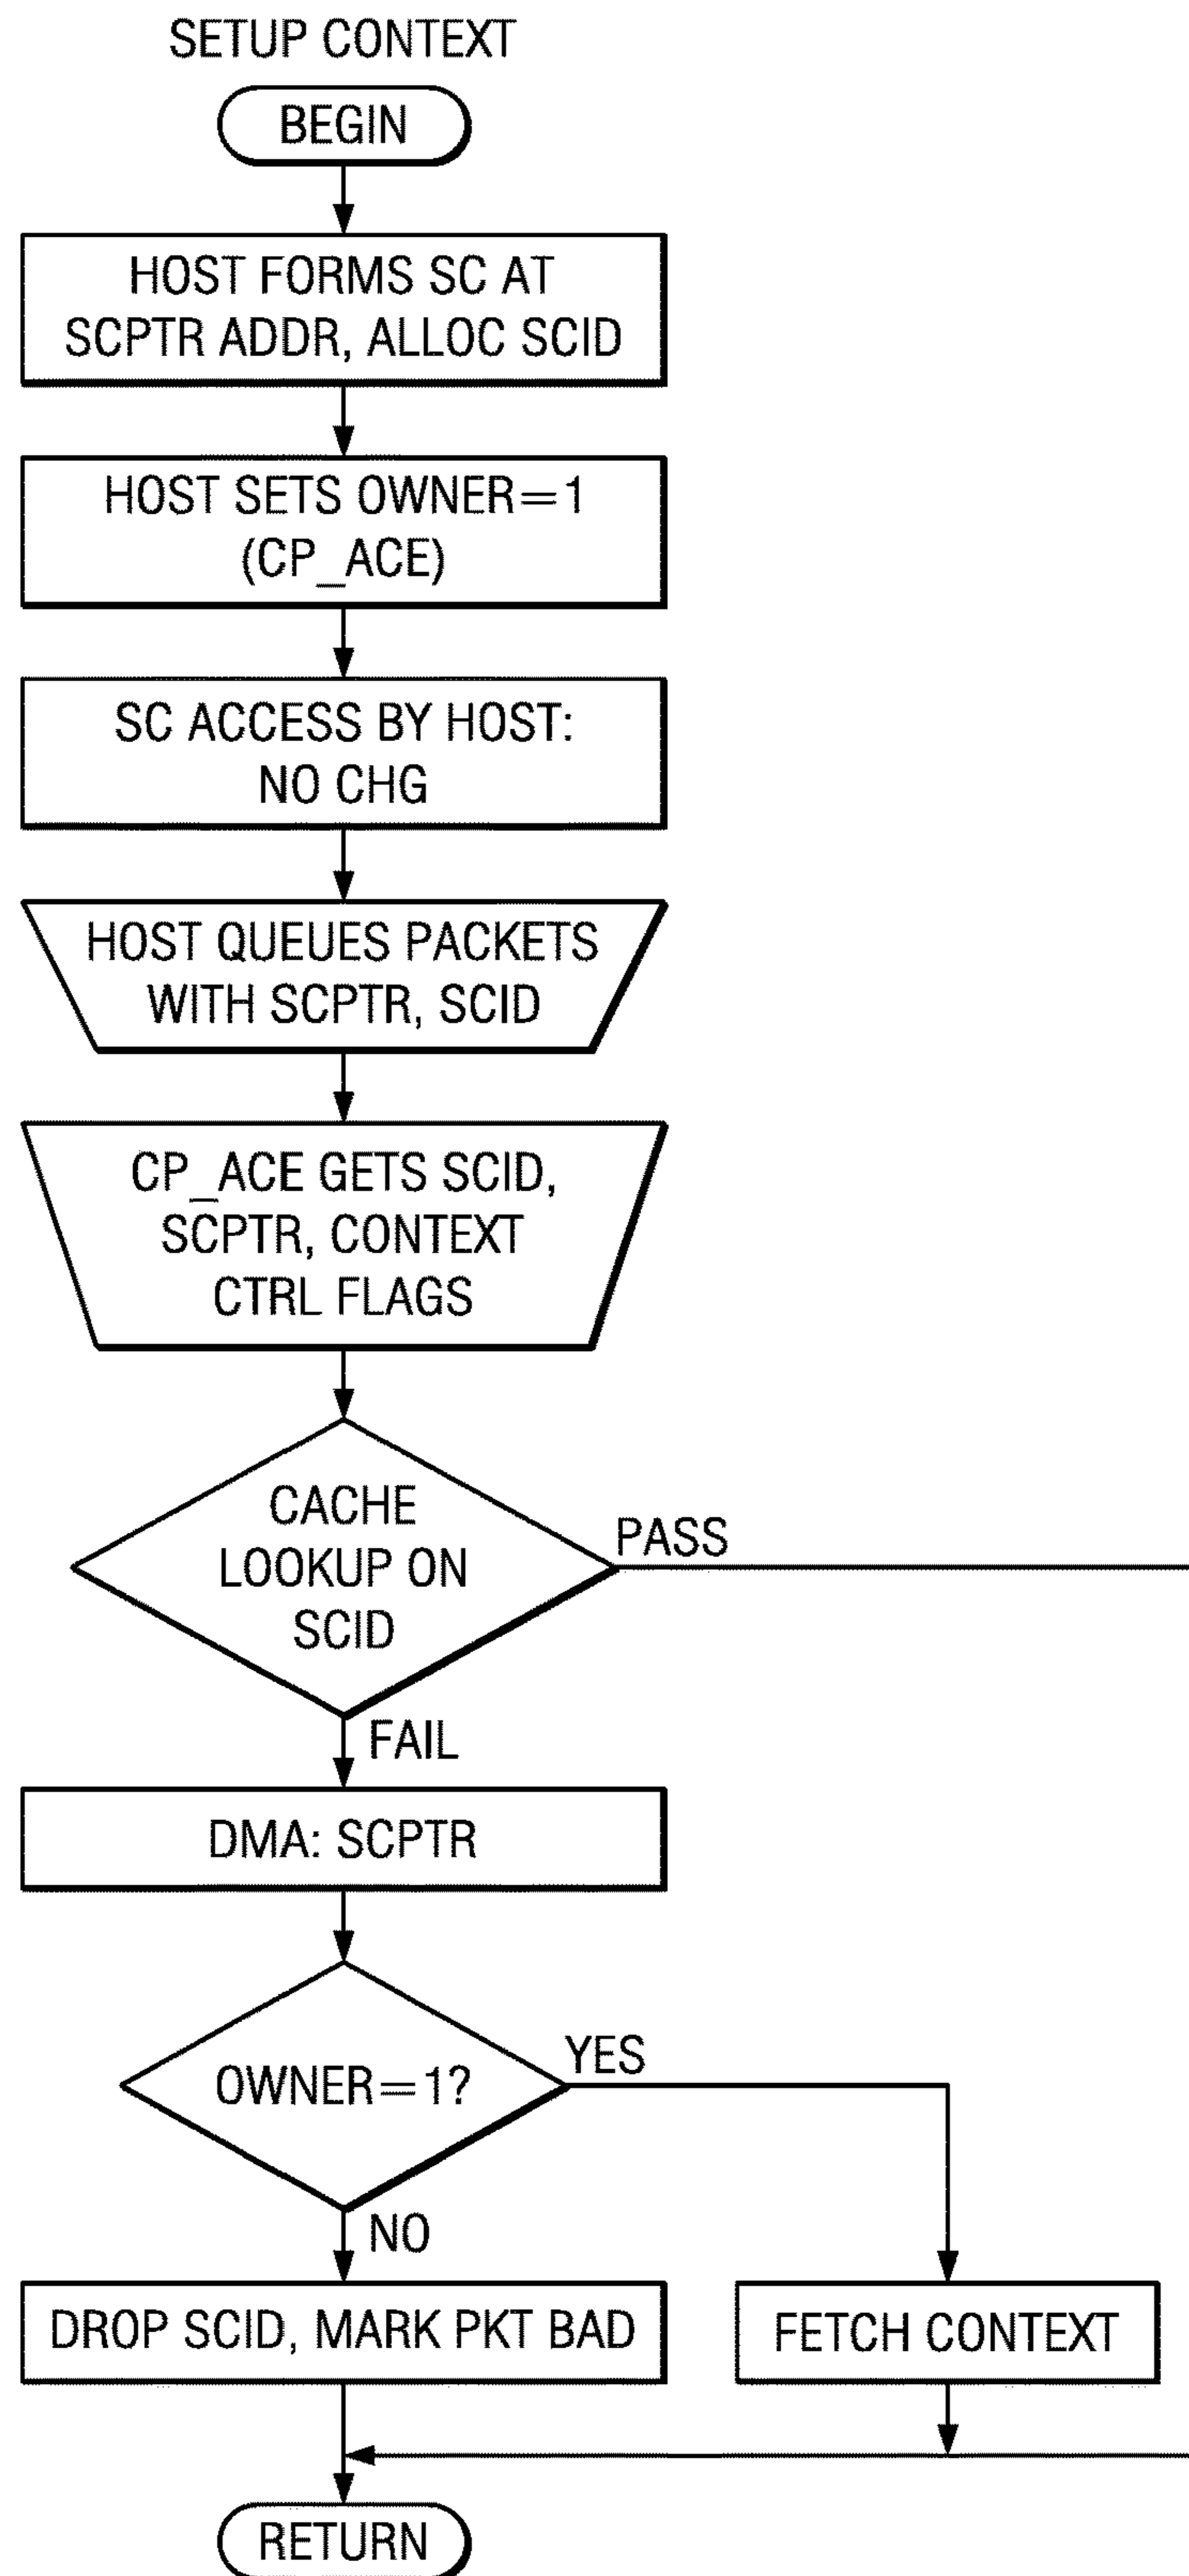 SETUP CONTEXT
BEGIN
HOST FORMS SC AT
SCPTR ADDR, ALLOC SCID
HOST SETS OWNER=1
(CP_ACE)
SC ACCESS BY HOST:
NO CHG
HOST QUEUES PACKETS
WITH SCPTR, SCID
CP_ACE GETS SCID,
SCPTR, CONTEXT
CTRL FLAGS
CACHE
LOOKUP ON
SCID
PASS
FAIL
DMA: SCPTR
OWNER=1?
YES
NO
DROP SCID, MARK PKT BAD
FETCH CONTEXT
RETURN